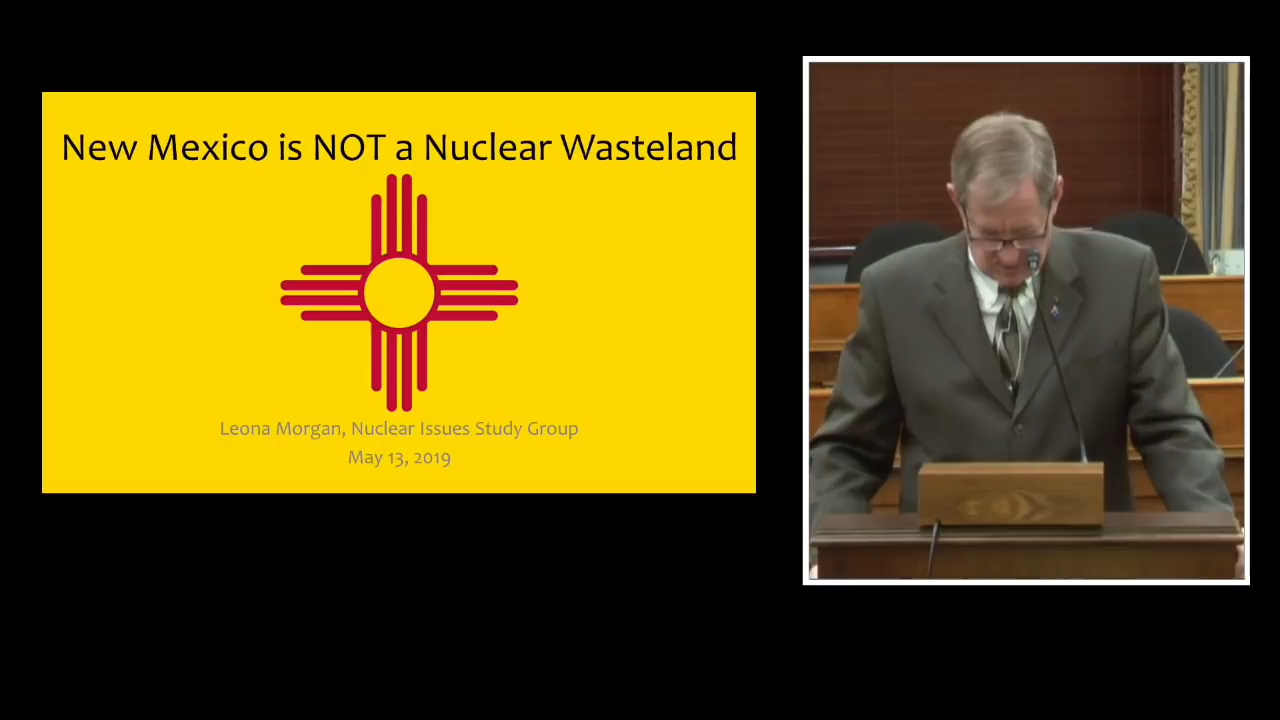 New Mexico is NOT a Nuclear Wasteland
Leona Morgan, Nuclear Issues Study Group
May 13, 2019